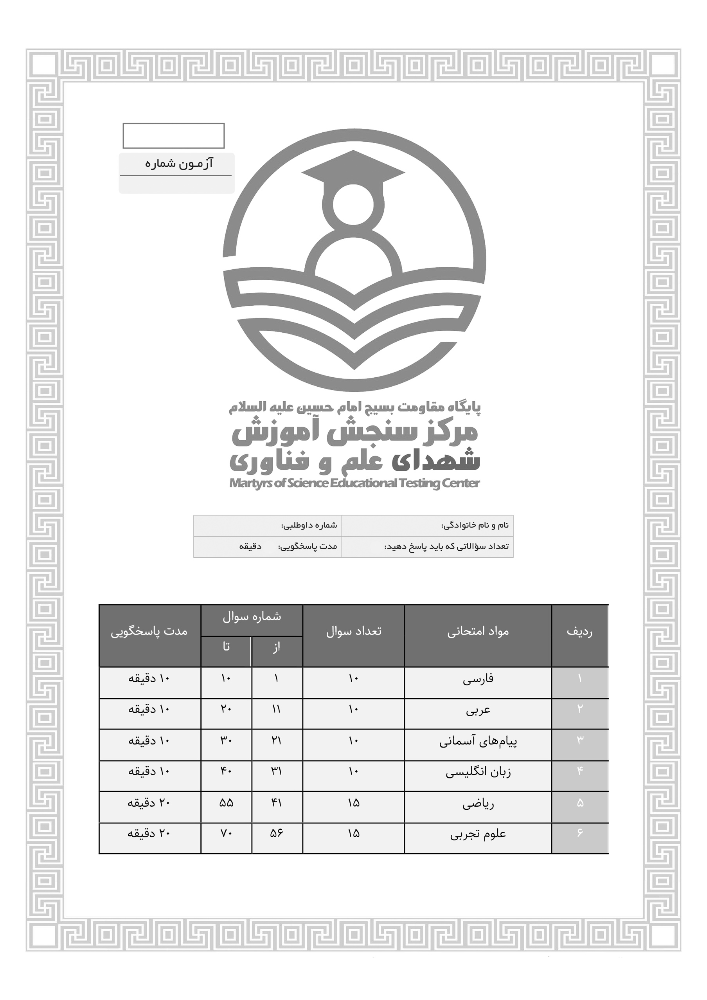 آزمون شماره
پایگاه مقاومت بسیج امام حسین علیه السلام
مرکز سنجش آموزش
شهدای علم و فناوری
Martyrs of Science Educational Testing Center
نام و نام خانوادگی: شماره داوطلبی:
تعداد سؤالاتی که باید پاسخ دهید: مدت پاسخگویی: دقیقه
ردیف مواد امتحانی تعداد سوال شماره سوال مدت پاسخگویی
از تا
۱ فارسی ۱۰ ۱ ۱۰ ۱۰ دقیقه
۲ عربی ۱۰ ۱۱ ۲۰ ۱۰ دقیقه
۳ پیام‌های آسمانی ۱۰ ۲۱ ۳۰ ۱۰ دقیقه
۴ زبان انگلیسی ۱۰ ۳۱ ۴۰ ۱۰ دقیقه
۵ ریاضی ۱۵ ۴۱ ۵۵ ۲۰ دقیقه
۶ علوم تجربی ۱۵ ۵۶ ۷۰ ۲۰ دقیقه